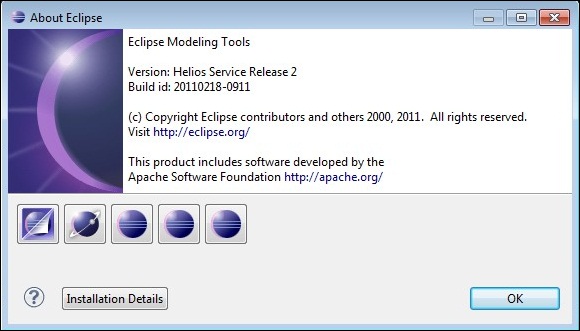 About Eclipse
Eclipse Modeling Tools
Version: Helios Service Release 2
Build id: 20110218-0911
(c) Copyright Eclipse contributors and others 2000, 2011.  All rights reserved.
Visit http://eclipse.org/
This product includes software developed by the
Apache Software Foundation http://apache.org/
?
Installation Details
OK